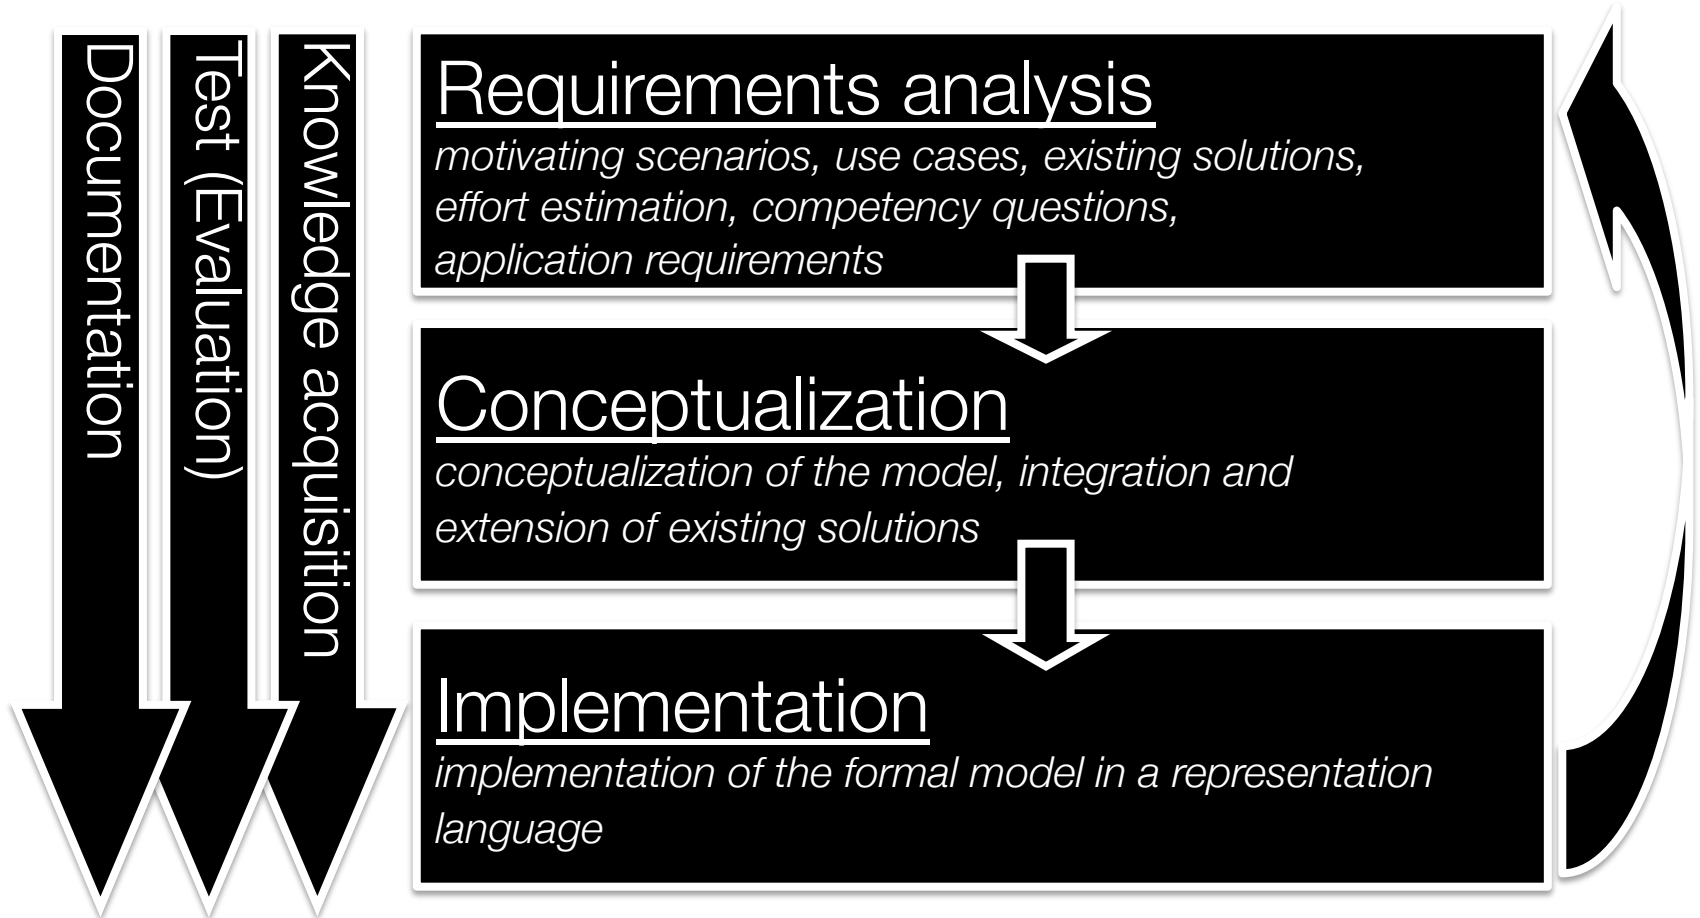 Documentation
Test (Evaluation)
Knowledge acquisition
Requirements analysis
motivating scenarios, use cases, existing solutions,
effort estimation, competency questions,
application requirements
Conceptualization
conceptualization of the model, integration and
extension of existing solutions
Implementation
implementation of the formal model in a representation
language